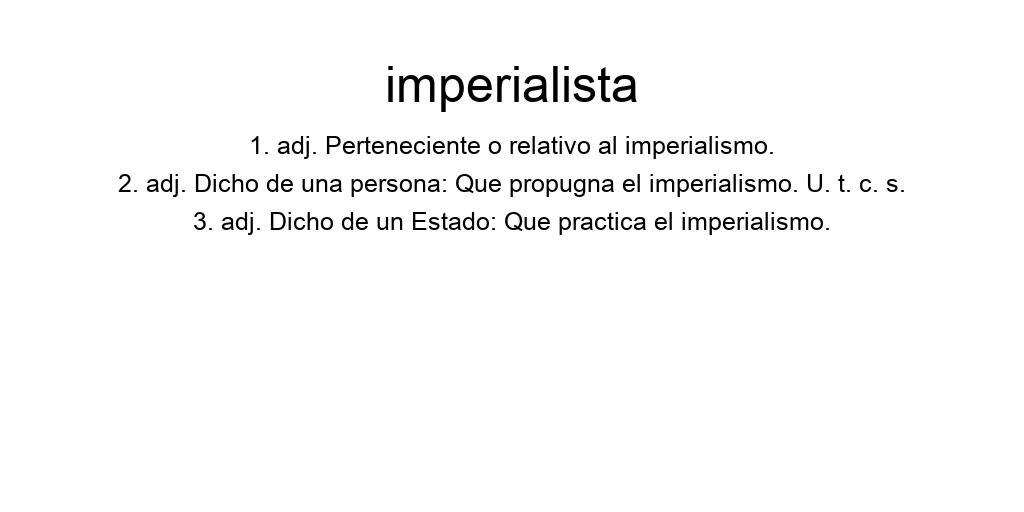 imperialista
1. adj. Perteneciente o relativo al imperialismo.
2. adj. Dicho de una persona: Que propugna el imperialismo. U. t. c. s.
3. adj. Dicho de un Estado: Que practica el imperialismo.